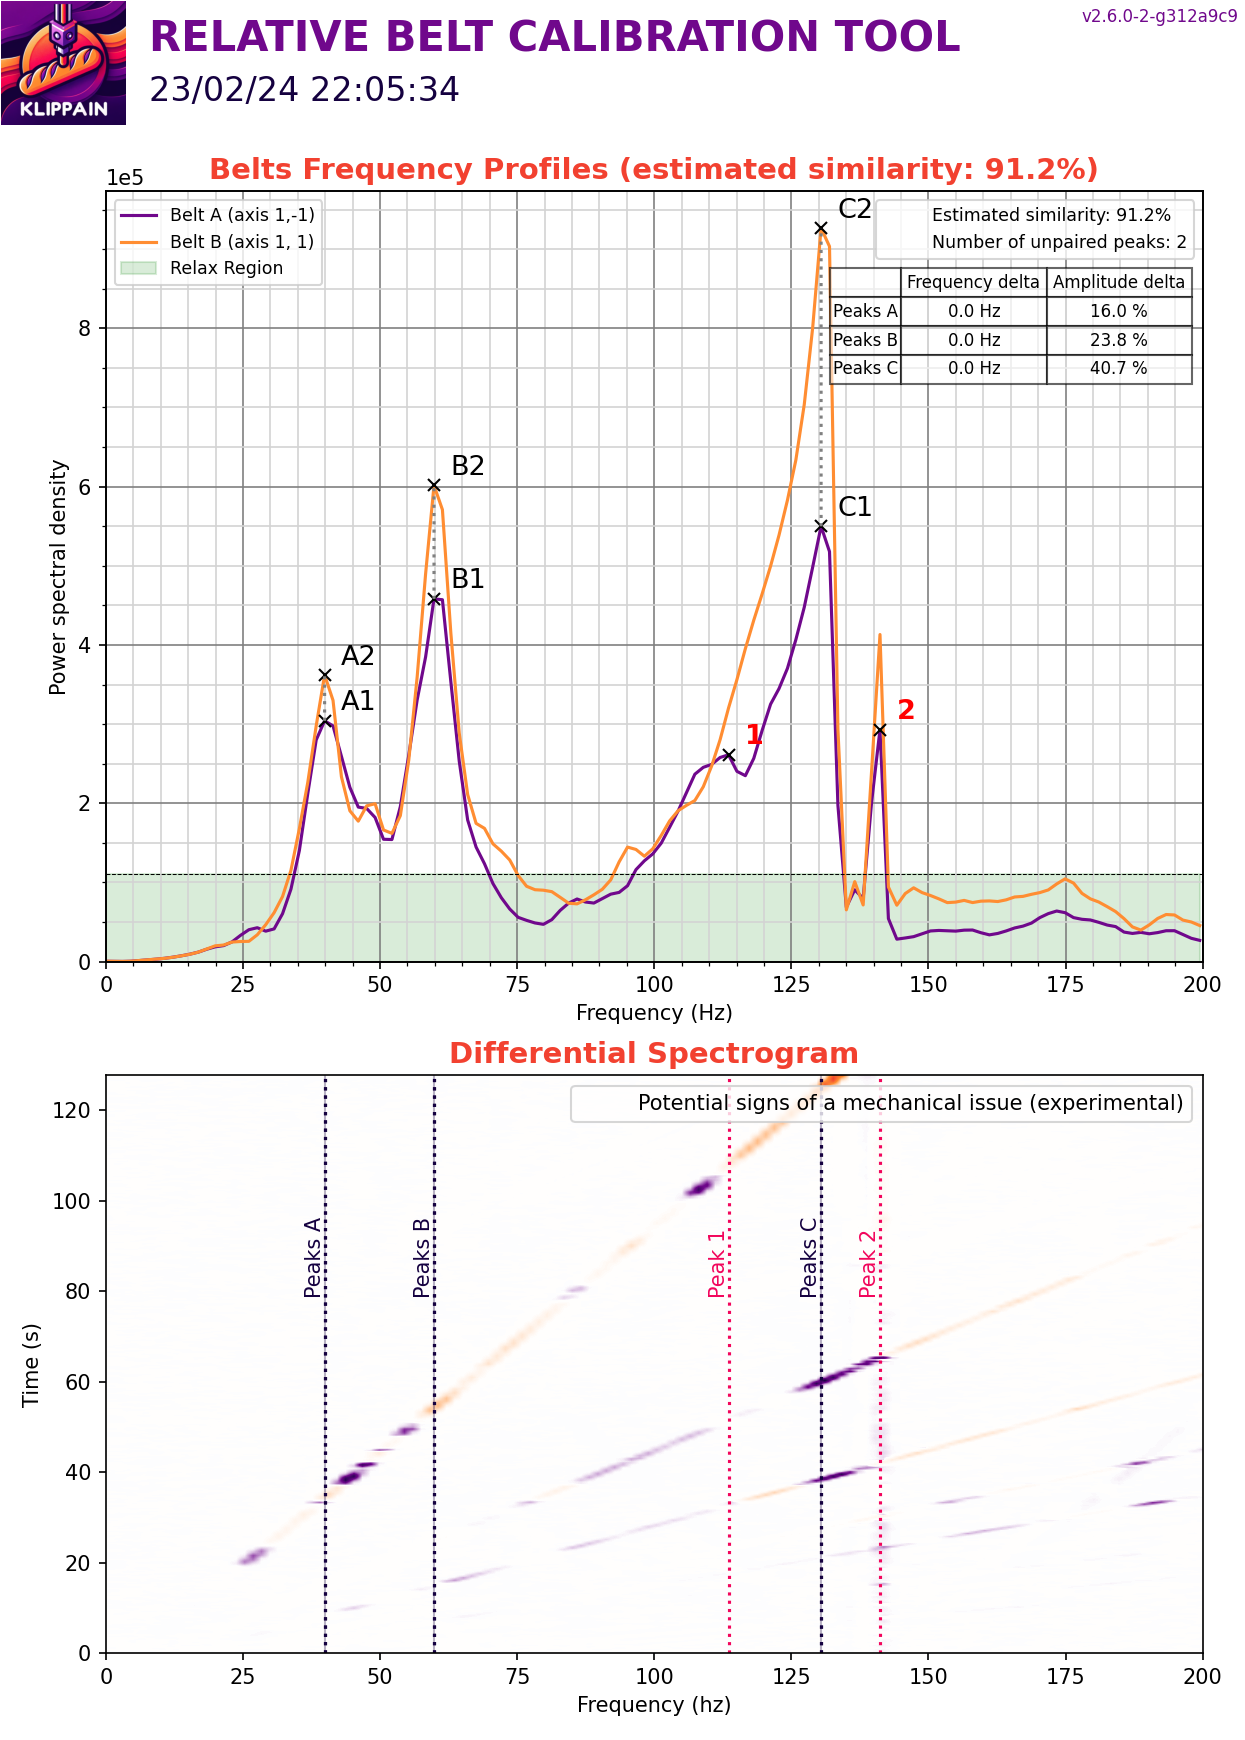 KLIPPAIN
RELATIVE BELT CALIBRATION TOOL
v2.6.0-2-g312a9c9
23/02/24 22:05:34
Belts Frequency Profiles (estimated similarity: 91.2%)
1e5
Belt A (axis 1,-1)
Belt B (axis 1, 1)
Relax Region
Estimated similarity: 91.2%
Number of unpaired peaks: 2
Frequency delta Amplitude delta
Peaks A 0.0 Hz 16.0 %
Peaks B 0.0 Hz 23.8 %
Peaks C 0.0 Hz 40.7 %
C2
B2
C1
B1
A2
A1
1
2
Power spectral density
8
6
4
2
0
0 25 50 75 100 125 150 175 200
Frequency (Hz)
Differential Spectrogram
Potential signs of a mechanical issue (experimental)
Peaks A
Peaks B
Peak 1
Peaks C
Peak 2
Time (s)
120
100
80
60
40
20
0
0 25 50 75 100 125 150 175 200
Frequency (hz)